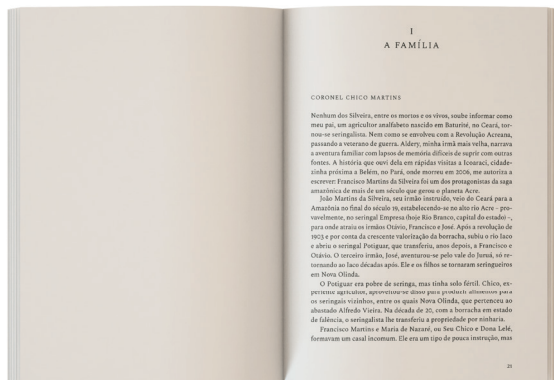 I
A FAMÍLIA
CORONEL CHICO MARTINS
Nenhum dos Silveira, entre os mortos e os vivos, soube informar como
meu pai, um agricultor analfabeto nascido em Baturité, no Ceará, tor-
nou-se seringalista. Nem como se envolveu com a Revolução Acreana,
passando a veterano de guerra. Aldery, minha irmã mais velha, narrava
a aventura familiar com lapsos de memória difíceis de suprir com outras
fontes. A história que ouvi dela em rápidas visitas a Icoaraci, cidade-
zinha próxima a Belém, no Pará, onde morreu em 2006, me autoriza a
escrever: Francisco Martins da Silveira foi um dos protagonistas da saga
amazônica de mais de um século que gerou o planeta Acre.
João Martins da Silveira, seu irmão instruído, veio do Ceará para a
Amazônia no final do século 19, estabelecendo-se no alto rio Acre – pro-
vavelmente, no seringal Empresa (hoje Rio Branco, capital do estado) –,
para onde atraiu os irmãos Otávio, Francisco e José. Após a revolução de
1903 e por conta da crescente valorização da borracha, subiu o rio Iaco
e abriu o seringal Potiguar, que transferiu, anos depois, a Francisco e
Otávio. O terceiro irmão, José, aventurou-se pelo vale do Juruá, só re-
tornando ao Iaco décadas após. Ele e os filhos se tornaram seringueiros
em Nova Olinda.
O Potiguar era pobre de seringa, mas tinha solo fértil. Chico, ex-
periente agricultor, aproveitou-se disso para produzir alimentos para
os seringais vizinhos, entre os quais Nova Olinda, que pertenceu ao
abastado Alfredo Vieira. Na década de 20, com a borracha em estado
de falência, o seringalista lhe transferiu a propriedade por ninharia.
Francisco Martins e Maria de Nazaré, ou Seu Chico e Dona Lelé,
formavam um casal incomum. Ele era um tipo de pouca instrução, mas
21